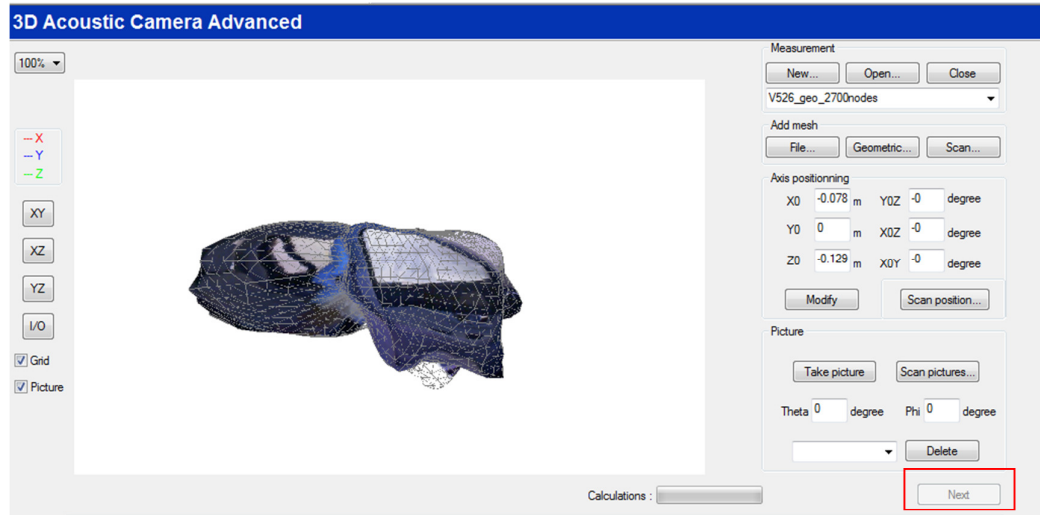 3D Acoustic Camera Advanced
100%
--- X
--- Y
--- Z
XY
XZ
YZ
I/O
Grid
Picture
Measurement
New... Open... Close
V526_geo_2700nodes
Add mesh
File... Geometric... Scan...
Axis positionning
X0 -0.078 m Y0Z -0 degree
Y0 0 m X0Z -0 degree
Z0 -0.129 m X0Y -0 degree
Modify Scan position...
Picture
Take picture Scan pictures...
Theta 0 degree Phi 0 degree
Delete
Calculations :
Next